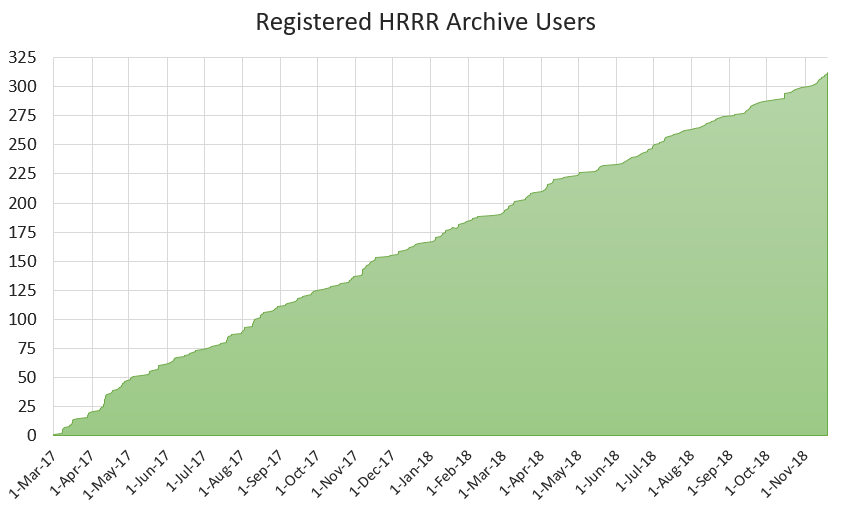 Registered HRRR Archive Users
325
300
275
250
225
200
175
150
125
100
75
50
25
0
1-Mar-17
1-Apr-17
1-May-17
1-Jun-17
1-Jul-17
1-Aug-17
1-Sep-17
1-Oct-17
1-Nov-17
1-Dec-17
1-Jan-18
1-Feb-18
1-Mar-18
1-Apr-18
1-May-18
1-Jun-18
1-Jul-18
1-Aug-18
1-Sep-18
1-Oct-18
1-Nov-18